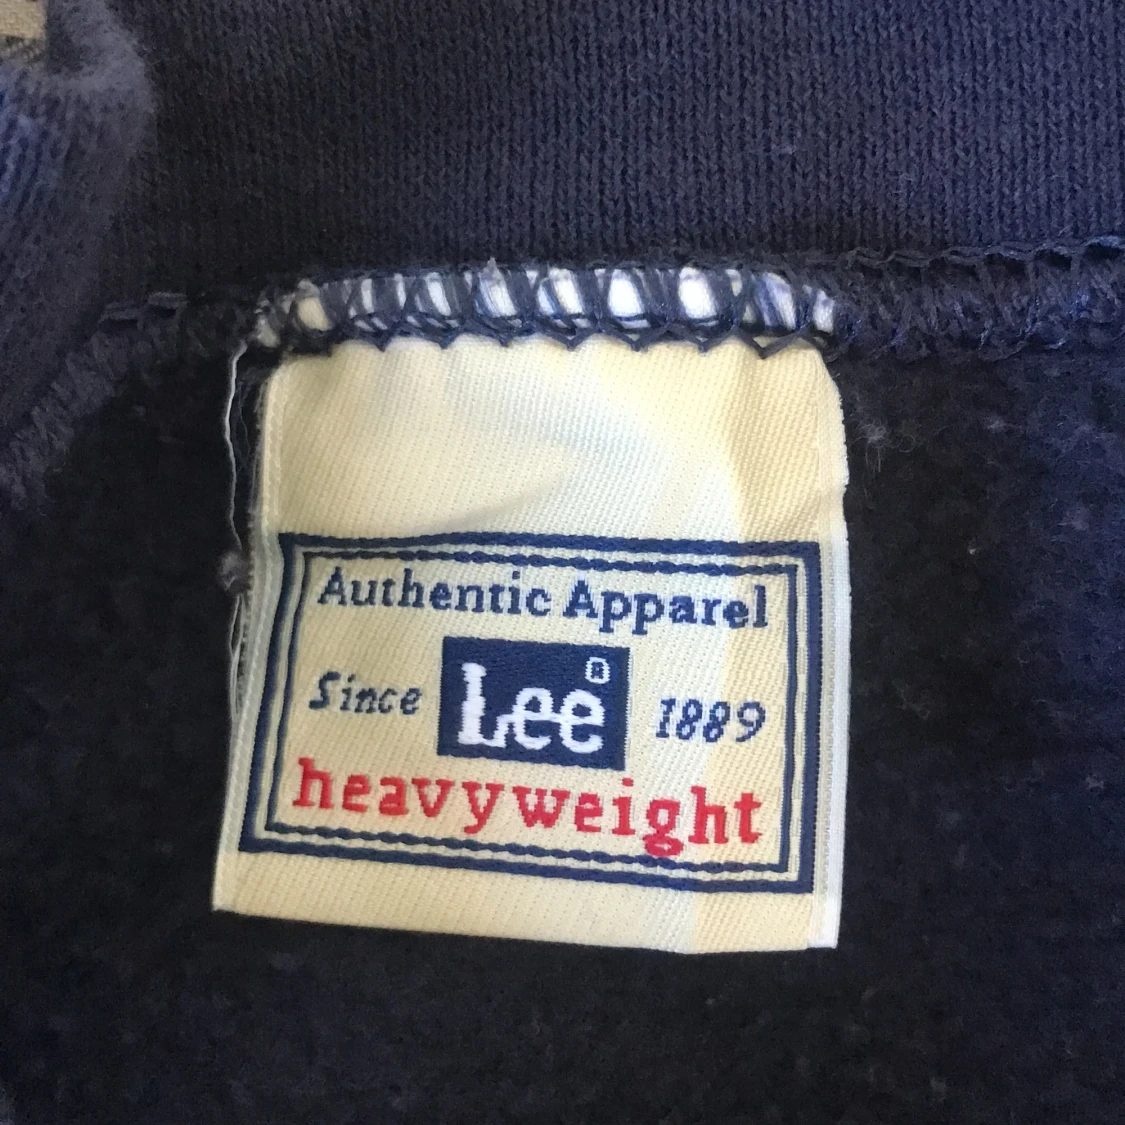 Authentic Apparel
Since Lee® 1889
heavyweight